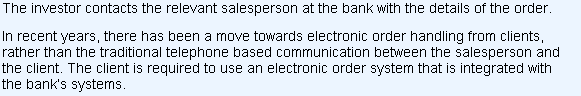 The investor contacts the relevant salesperson at the bank with the details of the order.
In recent years, there has been a move towards electronic order handling from clients,
rather than the traditional telephone based communication between the salesperson and
the client. The client is required to use an electronic order system that is integrated with
the bank's systems.